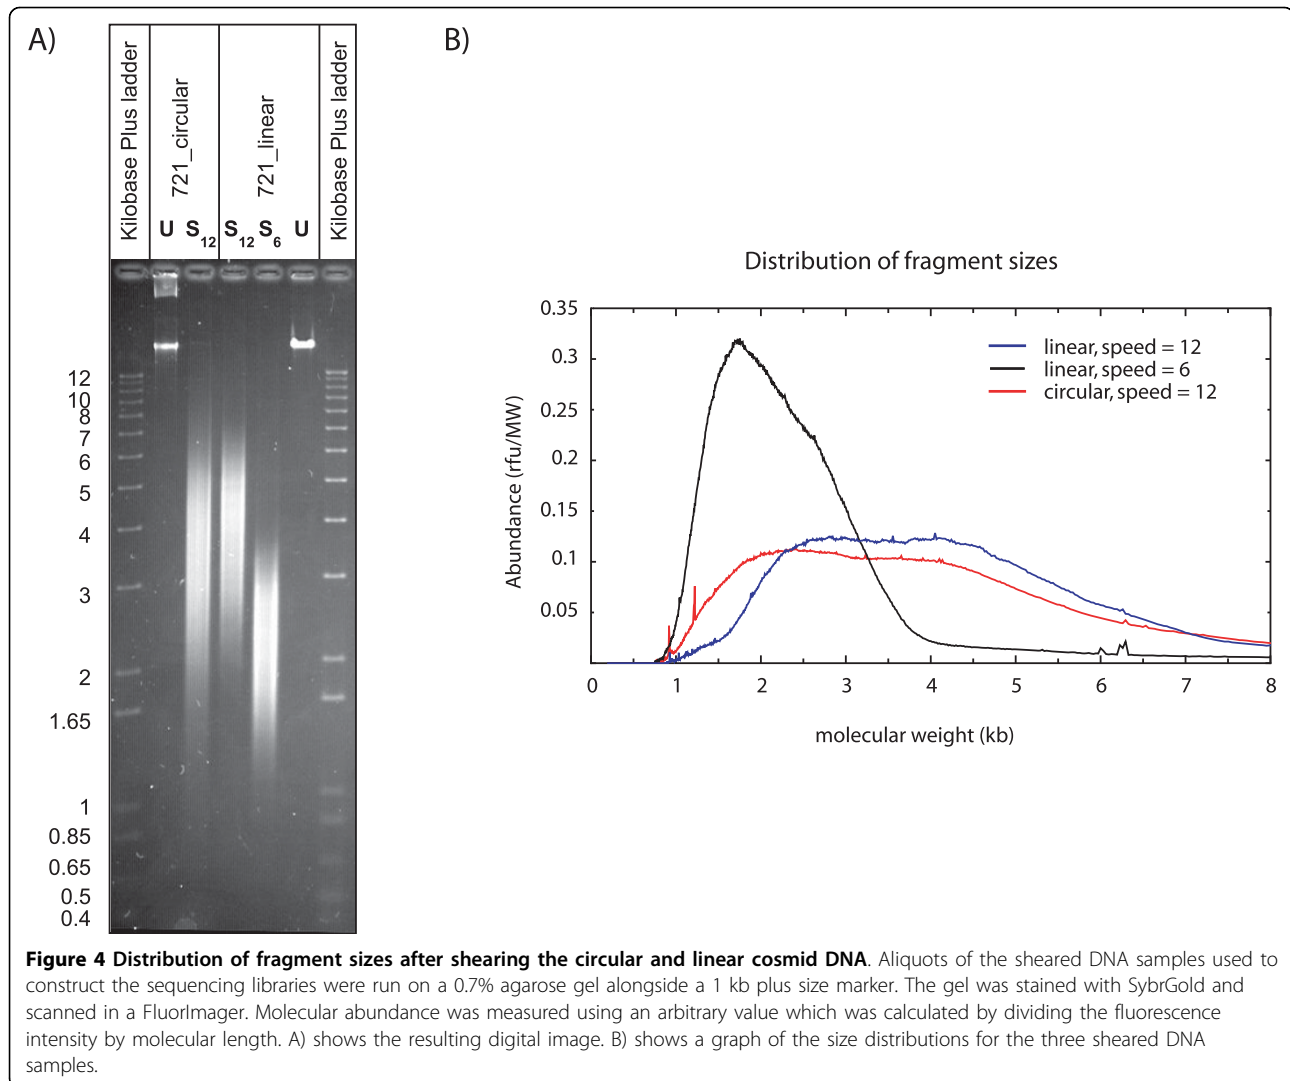 A)
Kilobase Plus ladder
721_circular
721_linear
Kilobase Plus ladder
U S12 S12 S6 U
12
10
8
7
6
5
4
3
2
1.65
1
0.85
0.65
0.5
0.4
B)
Distribution of fragment sizes
Abundance (rfu/MW)
0.35
0.3
0.25
0.2
0.15
0.1
0.05
linear, speed = 12
linear, speed = 6
circular, speed = 12
0 1 2 3 4 5 6 7 8
molecular weight (kb)
Figure 4 Distribution of fragment sizes after shearing the circular and linear cosmid DNA. Aliquots of the sheared DNA samples used to
construct the sequencing libraries were run on a 0.7% agarose gel alongside a 1 kb plus size marker. The gel was stained with SybrGold and
scanned in a FluorImager. Molecular abundance was measured using an arbitrary value which was calculated by dividing the fluorescence
intensity by molecular length. A) shows the resulting digital image. B) shows a graph of the size distributions for the three sheared DNA
samples.